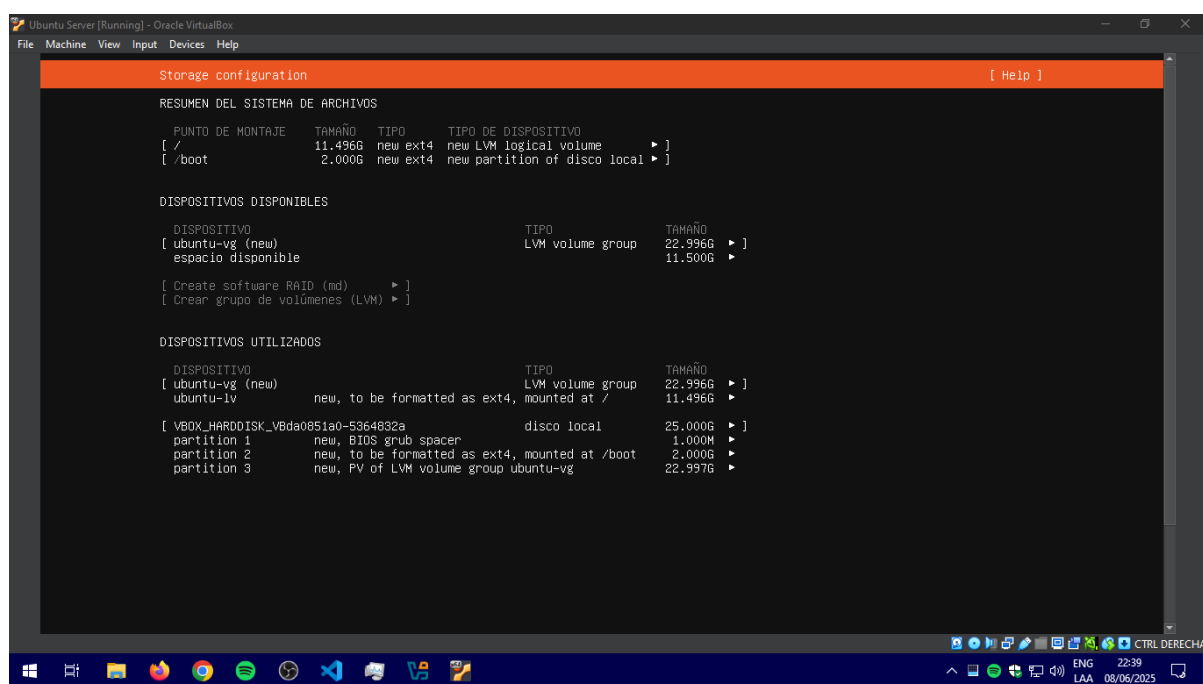 Ubuntu Server [Running] - Oracle VirtualBox
File Machine View Input Devices Help
Storage configuration [ Help ]
RESUMEN DEL SISTEMA DE ARCHIVOS
PUNTO DE MONTAJE TAMAÑO TIPO TIPO DE DISPOSITIVO
[ / 11.496G new ext4 new LVM logical volume ▸ ]
[ /boot 2.000G new ext4 new partition of disco local ▸ ]
DISPOSITIVOS DISPONIBLES
DISPOSITIVO TIPO TAMAÑO
[ ubuntu-vg (new) LVM volume group 22.996G ▸ ]
espacio disponible 11.500G ▸
[ Create software RAID (md) ▸ ]
[ Crear grupo de volúmenes (LVM) ▸ ]
DISPOSITIVOS UTILIZADOS
DISPOSITIVO TIPO TAMAÑO
[ ubuntu-vg (new) LVM volume group 22.996G ▸ ]
ubuntu-lv new, to be formatted as ext4, mounted at / 11.496G ▸
[ VBOX_HARDDISK_VBda0851a0-5364832a disco local 25.000G ▸ ]
partition 1 new, BIOS grub spacer 1.000M ▸
partition 2 new, to be formatted as ext4, mounted at /boot 2.000G ▸
partition 3 new, PV of LVM volume group ubuntu-vg 22.997G ▸
CTRL DERECHA
ENG 22:39
LAA 08/06/2025